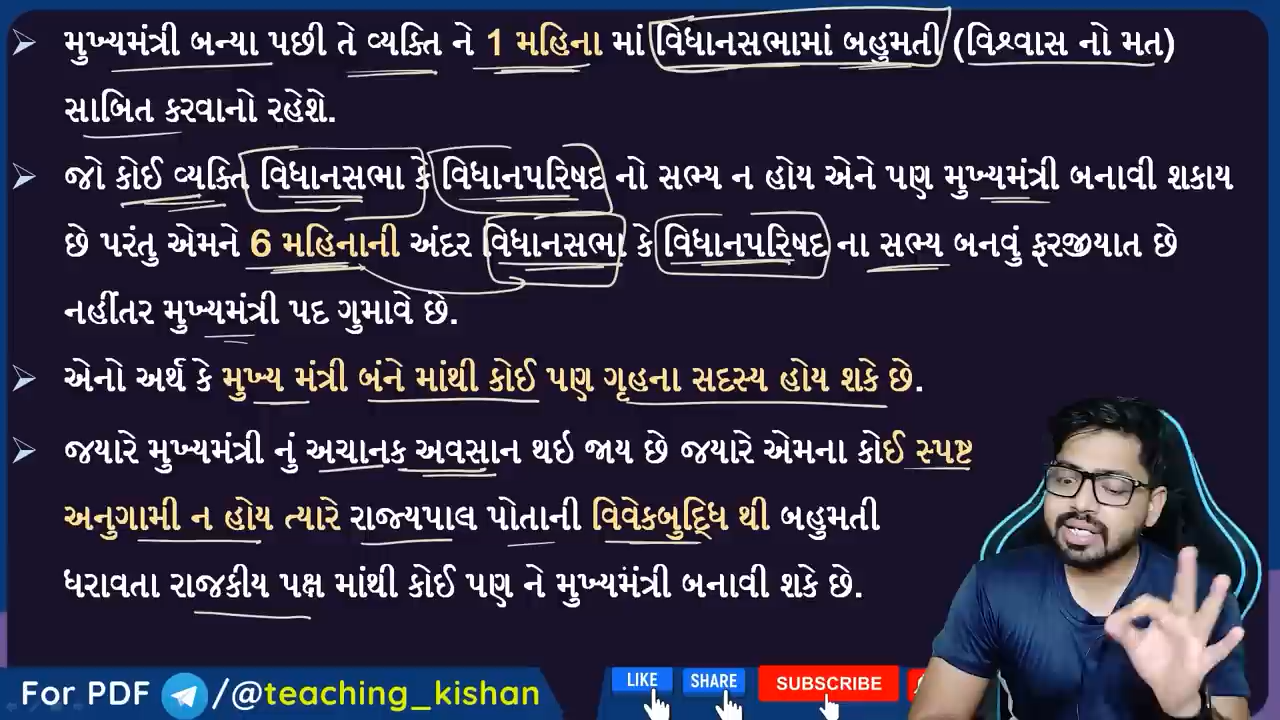 ➤ મુખ્યમંત્રી બન્યા પછી તે વ્યક્તિ ને 1 મહિના માં વિધાનસભામાં બહુમતી (વિશ્વાસ નો મત)
સાબિત કરવાનો રહેશે.
➤ જો કોઈ વ્યક્તિ વિધાનસભા કે વિધાનપરિષદ નો સભ્ય ન હોય એને પણ મુખ્યમંત્રી બનાવી શકાય
છે પરંતુ એમને 6 મહિનાની અંદર વિધાનસભા કે વિધાનપરિષદ ના સભ્ય બનવું ફરજીયાત છે
નહીંતર મુખ્યમંત્રી પદ ગુમાવે છે.
➤ એનો અર્થ કે મુખ્ય મંત્રી બંને માંથી કોઈ પણ ગૃહના સદસ્ય હોય શકે છે.
➤ જયારે મુખ્યમંત્રી નું અચાનક અવસાન થઇ જાય છે જયારે એમના કોઈ સ્પષ્ટ
અનુગામી ન હોય ત્યારે રાજ્યપાલ પોતાની વિવેકબુદ્ધિ થી બહુમતી
ધરાવતા રાજકીય પક્ષ માંથી કોઈ પણ ને મુખ્યમંત્રી બનાવી શકે છે.
For PDF /@teaching_kishan LIKE SHARE SUBSCRIBE